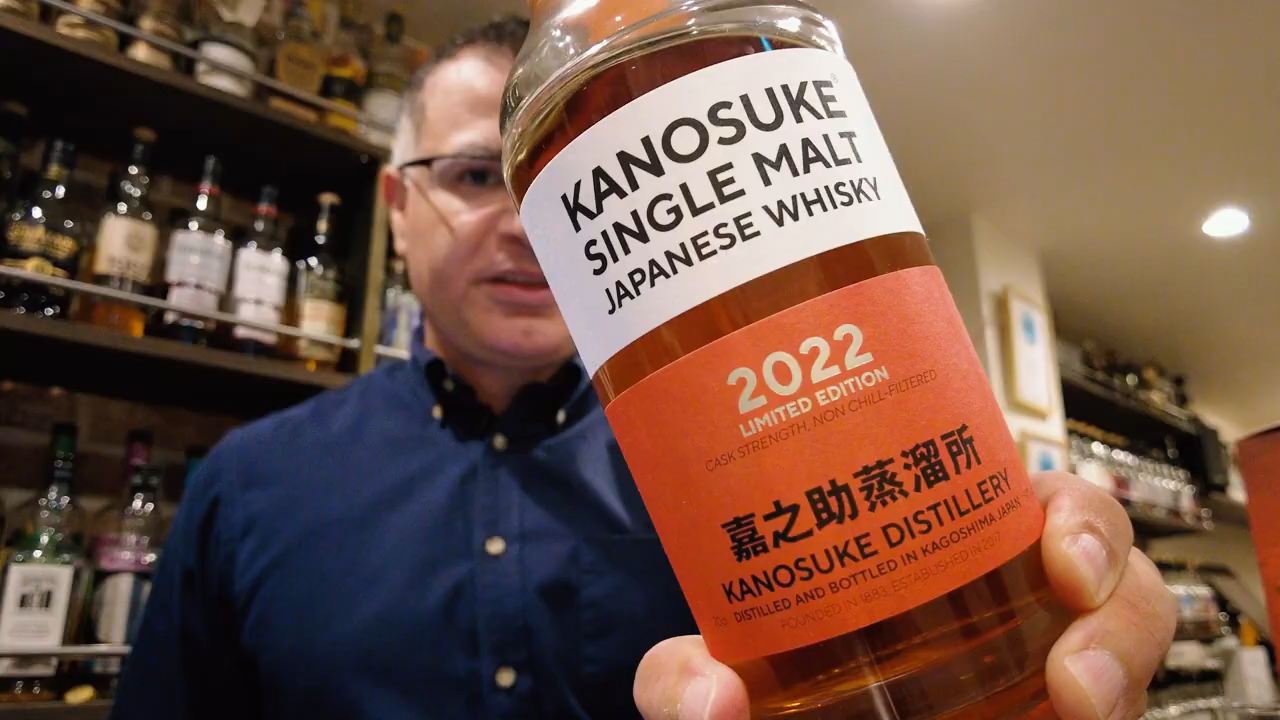 KANOSUKE®
SINGLE MALT
JAPANESE WHISKY
2022
LIMITED EDITION
CASK STRENGTH, NON CHILL-FILTERED
嘉之助蒸溜所
KANOSUKE DISTILLERY
DISTILLED AND BOTTLED IN KAGOSHIMA, JAPAN
FOUNDED IN 1883, ESTABLISHED IN 2017